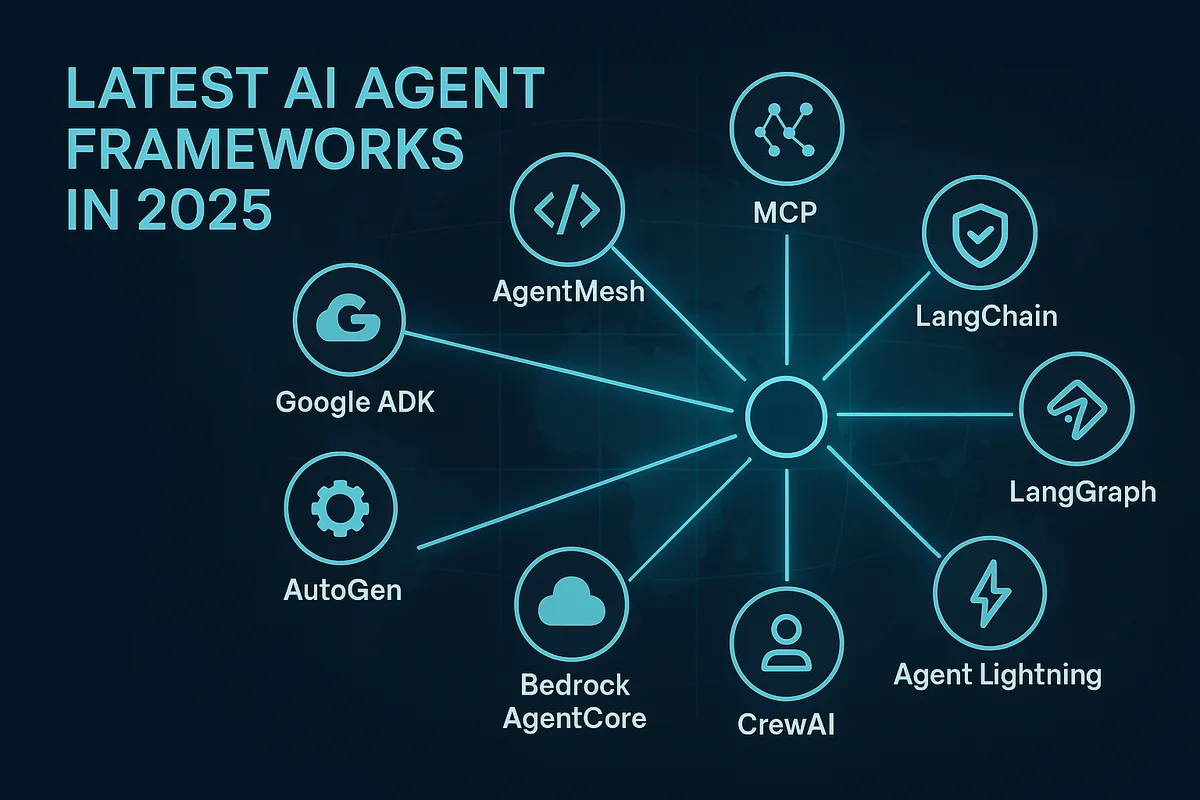 LATEST AI AGENT
FRAMEWORKS
IN 2025
MCP
AgentMesh
LangChain
Google ADK
LangGraph
AutoGen
Bedrock
AgentCore
CrewAI
Agent Lightning